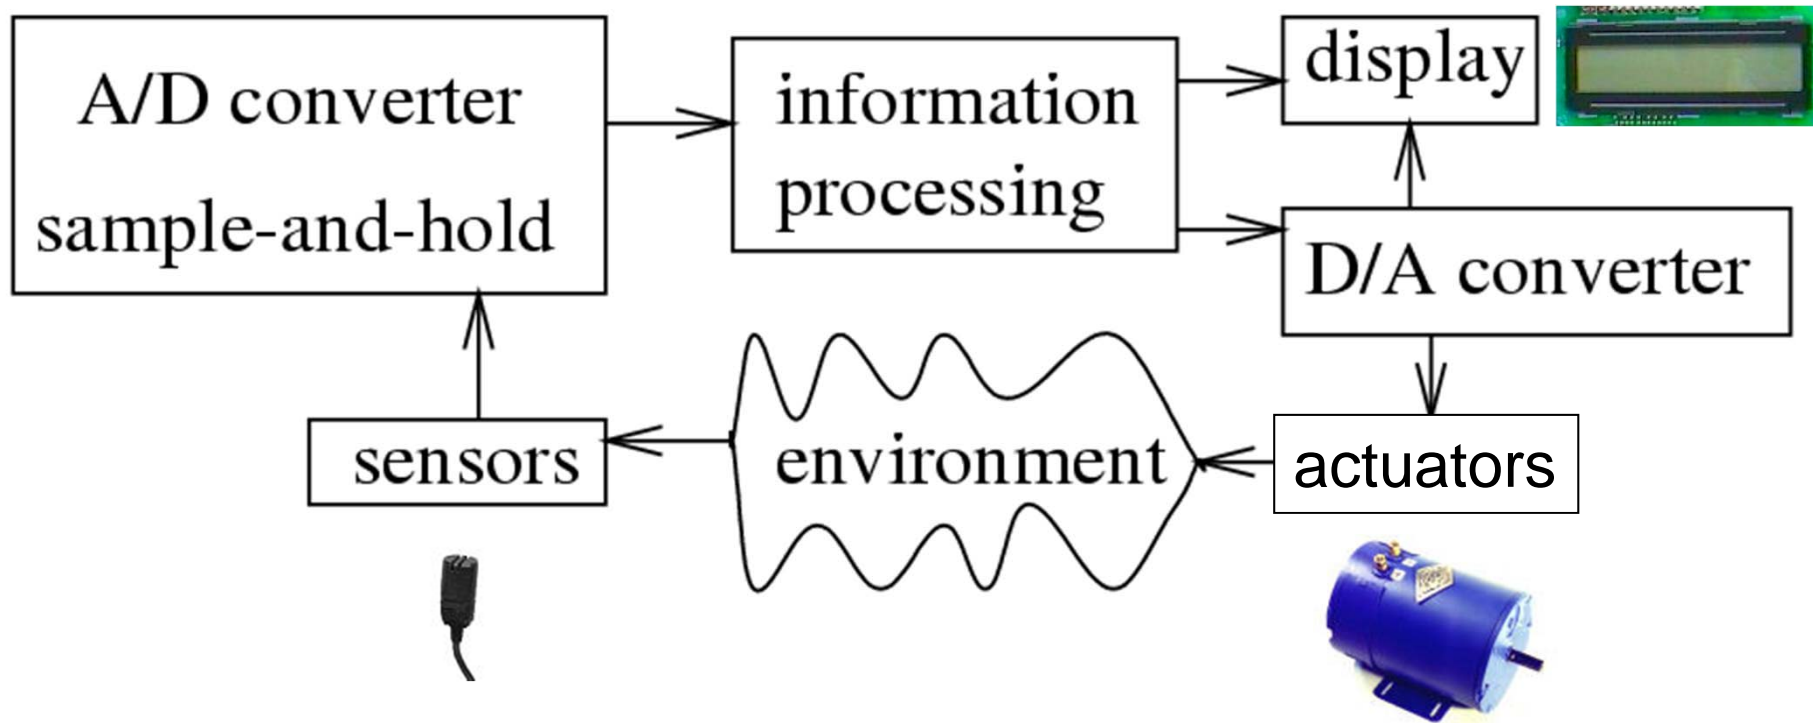 A/D converter
sample-and-hold
information
processing
display
D/A converter
sensors
environment
actuators